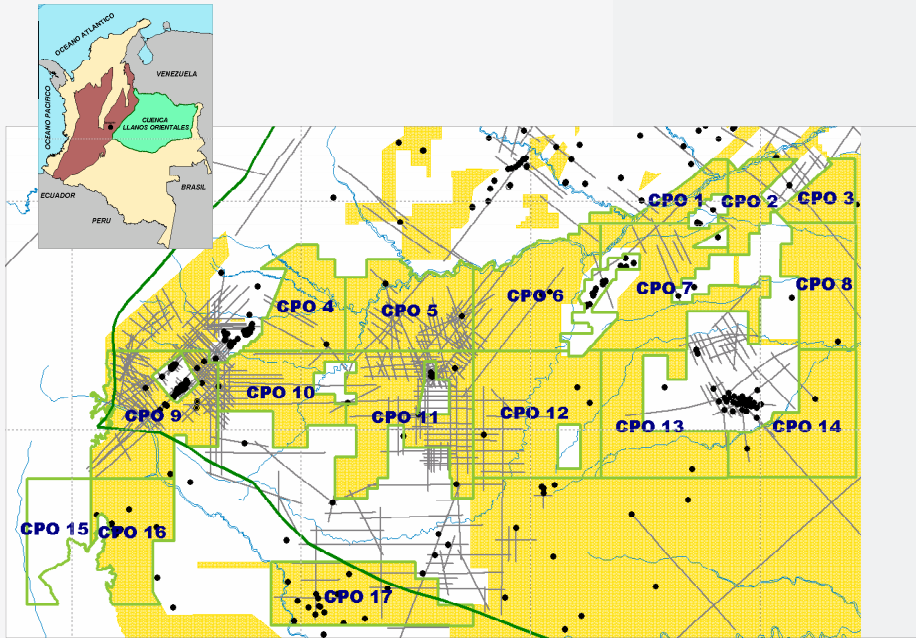 OCEANO ATLANTICO
VENEZUELA
OCEANO PACIFICO
CUENCA
LLANOS ORIENTALES
BRASIL
ECUADOR
PERU
CPO 1
CPO 2
CPO 3
CPO 4
CPO 5
CPO 6
CPO 7
CPO 8
CPO 9
CPO 10
CPO 11
CPO 12
CPO 13
CPO 14
CPO 15
CPO 16
CPO 17